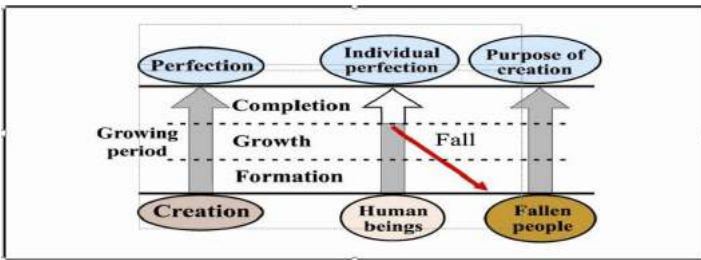 Perfection
Individual
perfection
Purpose of
creation
Completion
Growing
period
Growth
Fall
Formation
Creation
Human
beings
Fallen
people